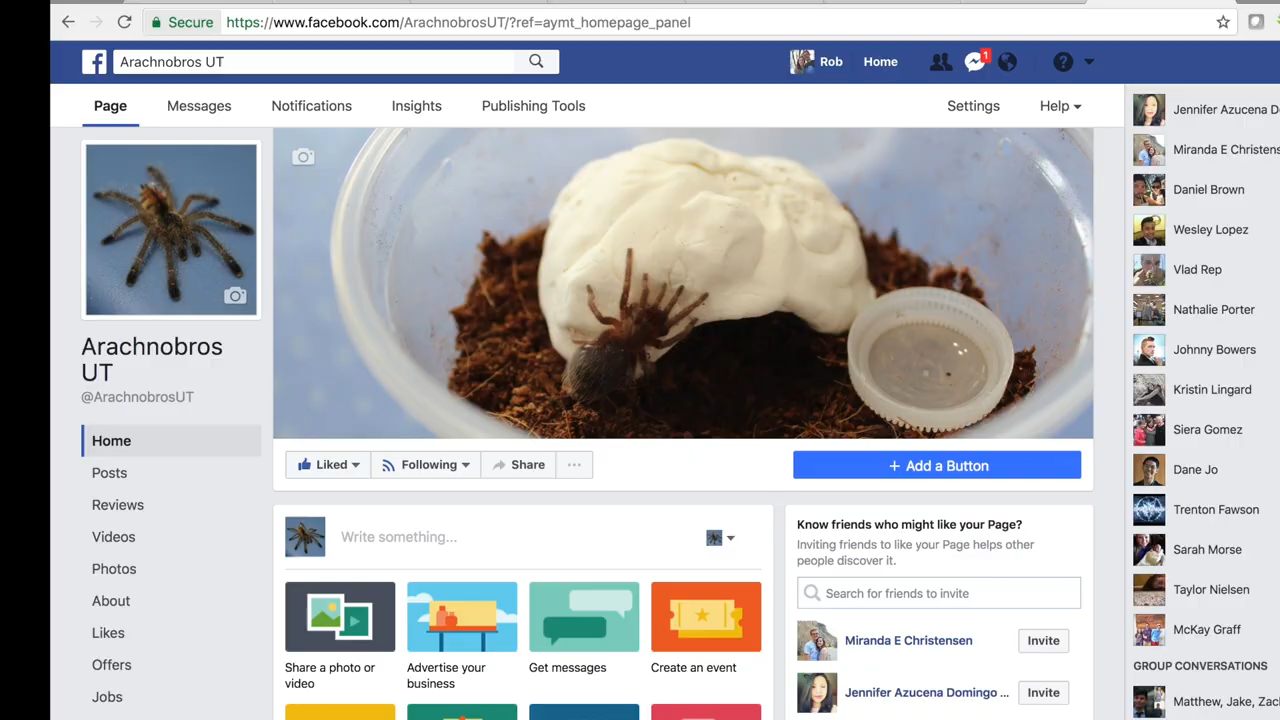 Secure https://www.facebook.com/ArachnobrosUT/?ref=aymt_homepage_panel
Arachnobros UT
Rob Home 1
Page Messages Notifications Insights Publishing Tools Settings Help
Arachnobros
UT
@ArachnobrosUT
Home
Posts
Reviews
Videos
Photos
About
Likes
Offers
Jobs
Liked Following Share ... + Add a Button
Write something...
Share a photo or
video
Advertise your
business
Get messages
Create an event
Know friends who might like your Page?
Inviting friends to like your Page helps other
people discover it.
Search for friends to invite
Miranda E Christensen Invite
Jennifer Azucena Domingo ... Invite
Jennifer Azucena D
Miranda E Christens
Daniel Brown
Wesley Lopez
Vlad Rep
Nathalie Porter
Johnny Bowers
Kristin Lingard
Siera Gomez
Dane Jo
Trenton Fawson
Sarah Morse
Taylor Nielsen
McKay Graff
GROUP CONVERSATIONS
Matthew, Jake, Zac